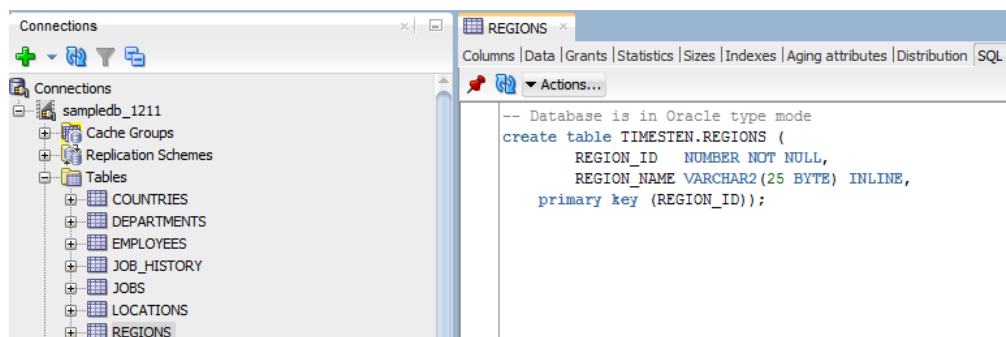 Connections
Connections
sampledb_1211
Cache Groups
Replication Schemes
Tables
COUNTRIES
DEPARTMENTS
EMPLOYEES
JOB_HISTORY
JOBS
LOCATIONS
REGIONS
REGIONS
Columns |Data |Grants |Statistics |Sizes |Indexes |Aging attributes |Distribution |SQL
Actions...
-- Database is in Oracle type mode
create table TIMESTEN.REGIONS (
REGION_ID NUMBER NOT NULL,
REGION_NAME VARCHAR2(25 BYTE) INLINE,
primary key (REGION_ID));